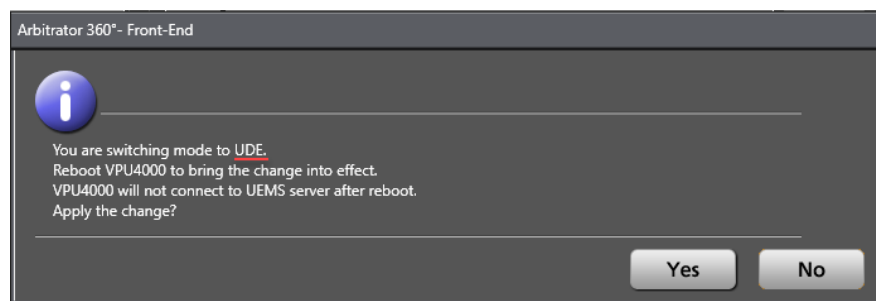 Arbitrator 360°- Front-End
You are switching mode to UDE.
Reboot VPU4000 to bring the change into effect.
VPU4000 will not connect to UEMS server after reboot.
Apply the change?
Yes
No